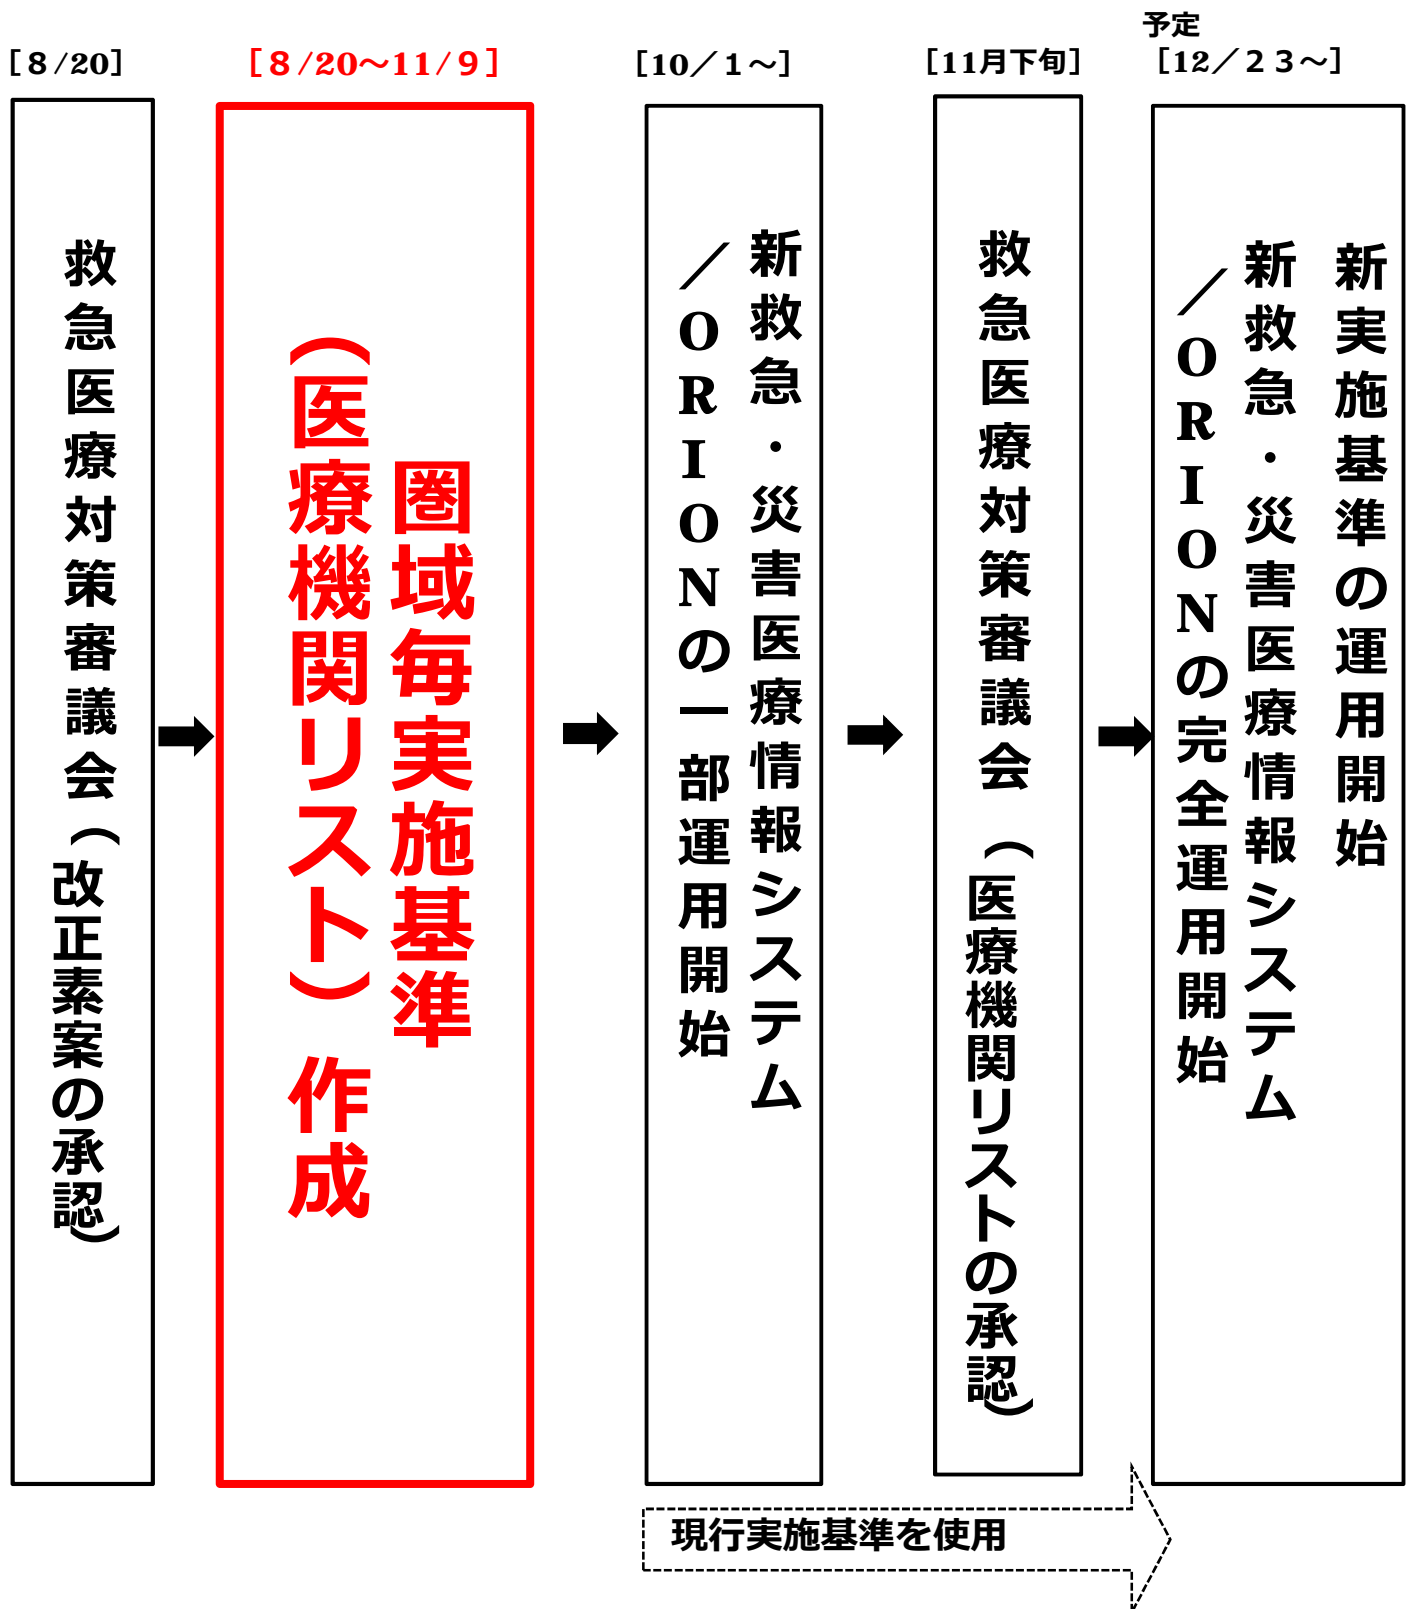 ［８/20］
救急医療対策審議会（改正素案の承認）
［８/20～11/９］
圏域毎実施基準
（医療機関リスト）作成
［10／１～］
新救急・災害医療情報システム
／ORIONの一部運用開始
［11月下旬］
救急医療対策審議会（医療機関リストの承認）
予定
［12／２３～］
新実施基準の運用開始
新救急・災害医療情報システム
／ORIONの完全運用開始
現行実施基準を使用